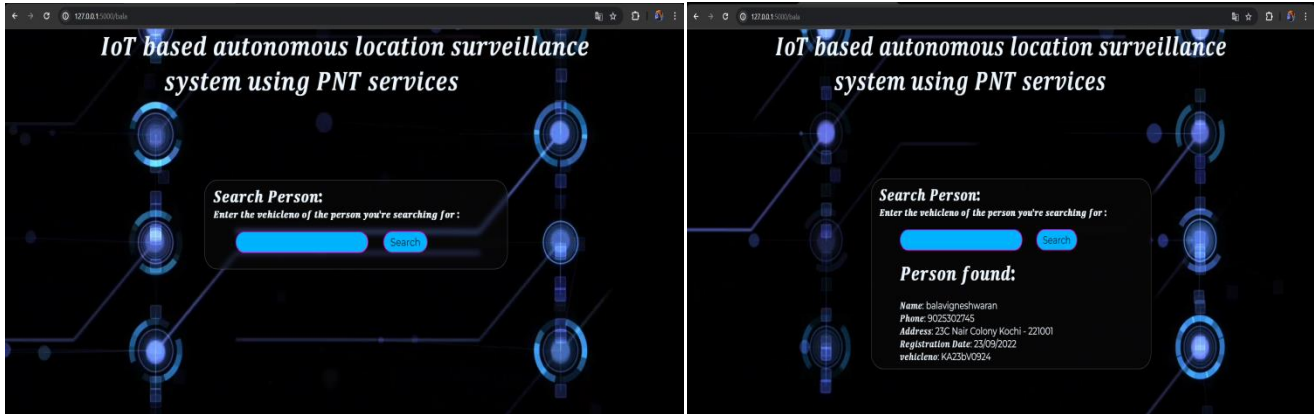 127.0.0.1:5000/bala
IoT based autonomous location surveillance
system using PNT services
Search Person:
Enter the vehicleno of the person you're searching for :
Search
127.0.0.1:5000/bala
IoT based autonomous location surveillance
system using PNT services
Search Person:
Enter the vehicleno of the person you're searching for :
Search
Person found:
Name: balavigneshwaran
Phone: 9025302745
Address: 23C Nair Colony Kochi - 221001
Registration Date: 23/09/2022
vehicleno: KA23bV0924